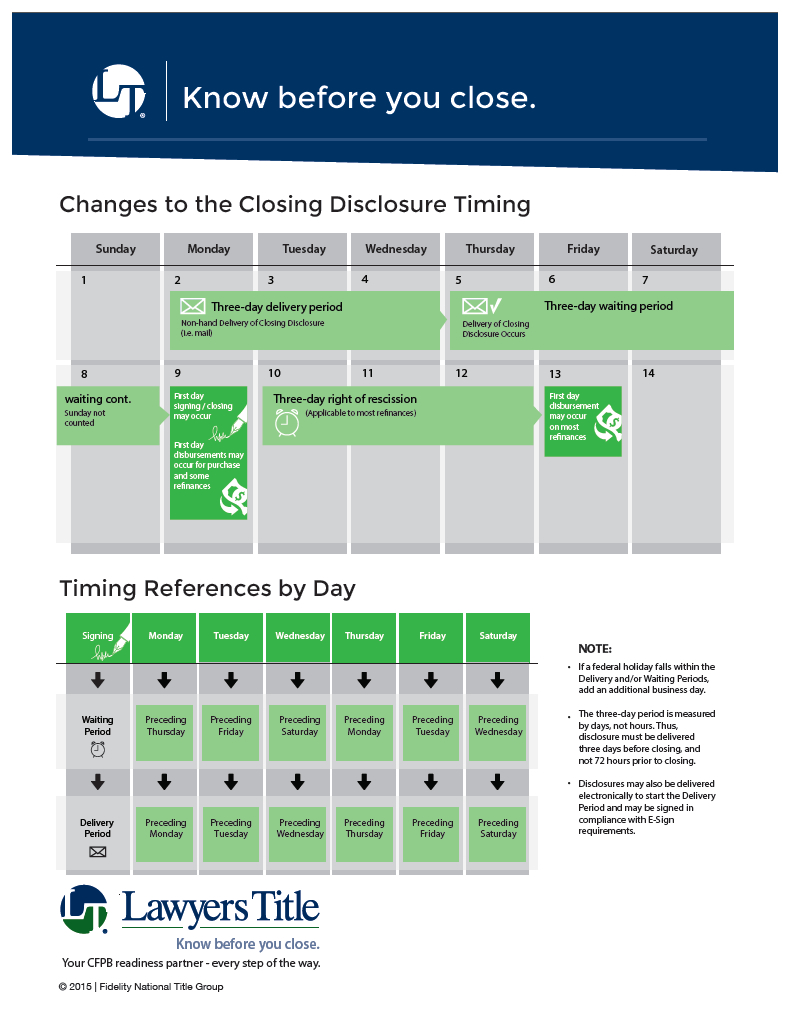 LT®
Know before you close.
Changes to the Closing Disclosure Timing
Sunday Monday Tuesday Wednesday Thursday Friday Saturday
1 2 3 4 5 6 7
Three-day delivery period
Non-hand Delivery of Closing Disclosure
(i.e. mail)
Three-day waiting period
Delivery of Closing
Disclosure Occurs
8 9 10 11 12 13 14
waiting cont.
Sunday not
counted
First day
signing / closing
may occur
First day
disbursements may
occur for purchase
and some
refinances
Three-day right of rescission
(Applicable to most refinances)
First day
disbursement
may occur
on most
refinances
Timing References by Day
Signing Monday Tuesday Wednesday Thursday Friday Saturday
Waiting
Period
Preceding
Thursday
Preceding
Friday
Preceding
Saturday
Preceding
Monday
Preceding
Tuesday
Preceding
Wednesday
Delivery
Period
Preceding
Monday
Preceding
Tuesday
Preceding
Wednesday
Preceding
Thursday
Preceding
Friday
Preceding
Saturday
NOTE:
• If a federal holiday falls within the
Delivery and/or Waiting Periods,
add an additional business day.
• The three-day period is measured
by days, not hours. Thus,
disclosure must be delivered
three days before closing, and
not 72 hours prior to closing.
• Disclosures may also be delivered
electronically to start the Delivery
Period and may be signed in
compliance with E-Sign
requirements.
LT
Lawyers Title
Know before you close.
Your CFPB readiness partner - every step of the way.
© 2015 | Fidelity National Title Group